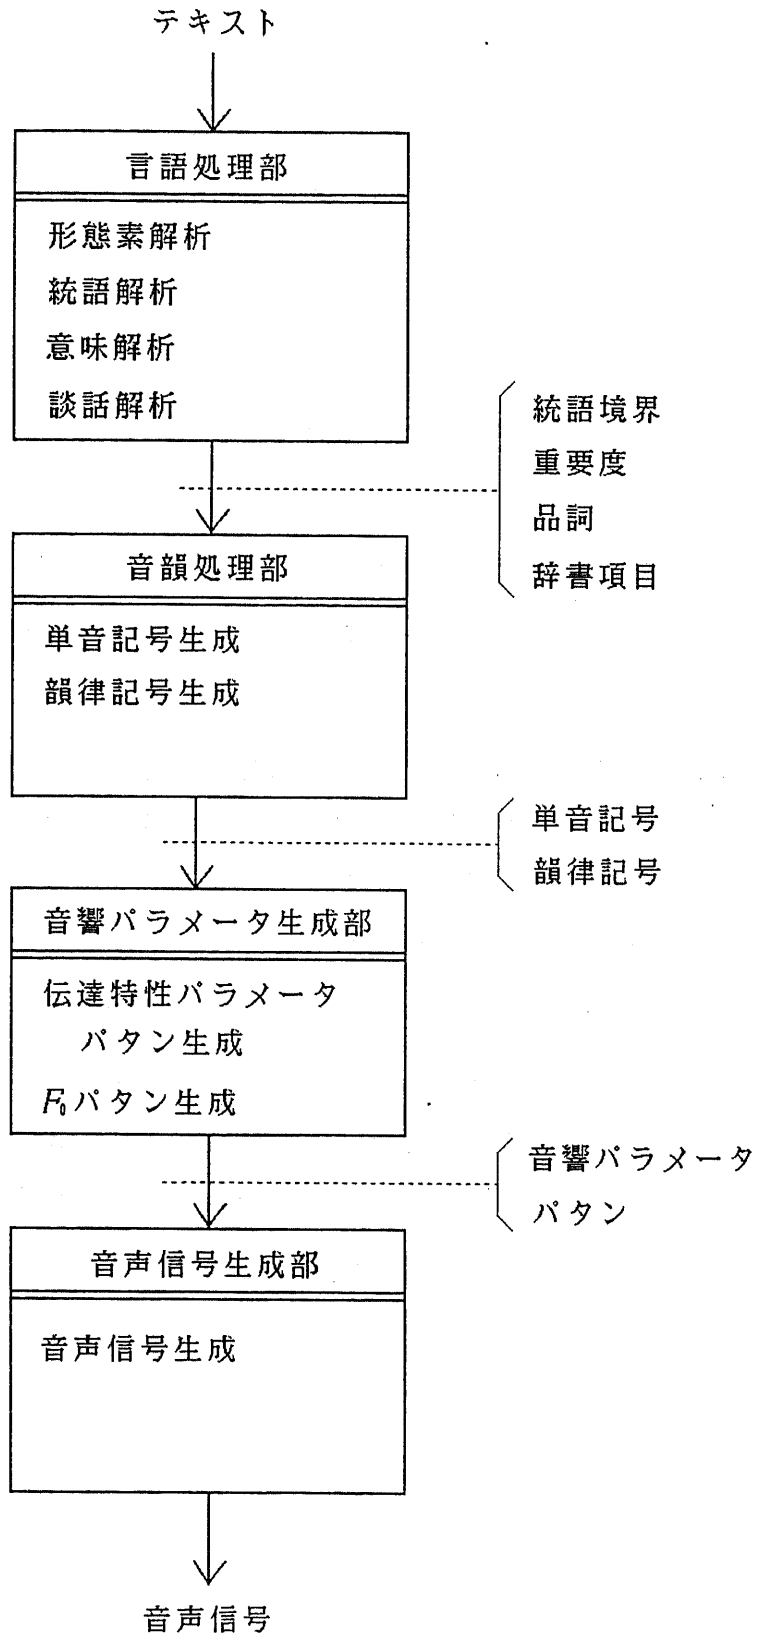 テキスト
言語処理部
形態素解析
統語解析
意味解析
談話解析
統語境界
重要度
品詞
辞書項目
音韻処理部
単音記号生成
韻律記号生成
単音記号
韻律記号
音響パラメータ生成部
伝達特性パラメータ
パタン生成
F₀パタン生成
音響パラメータ
パタン
音声信号生成部
音声信号生成
音声信号